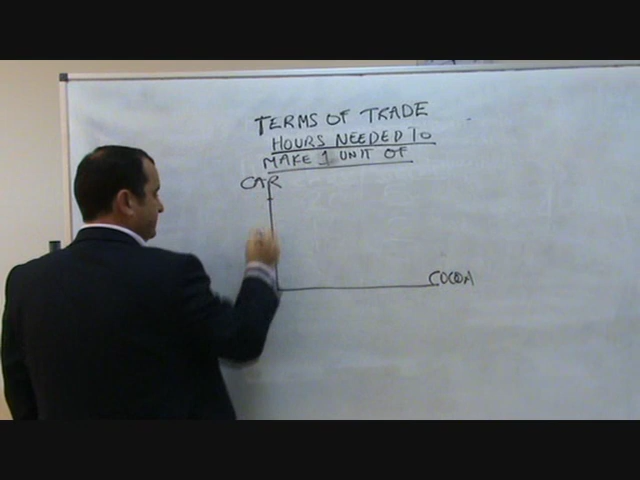 TERMS OF TRADE
HOURS NEEDED TO
MAKE 1 UNIT OF
CAR
COCOA